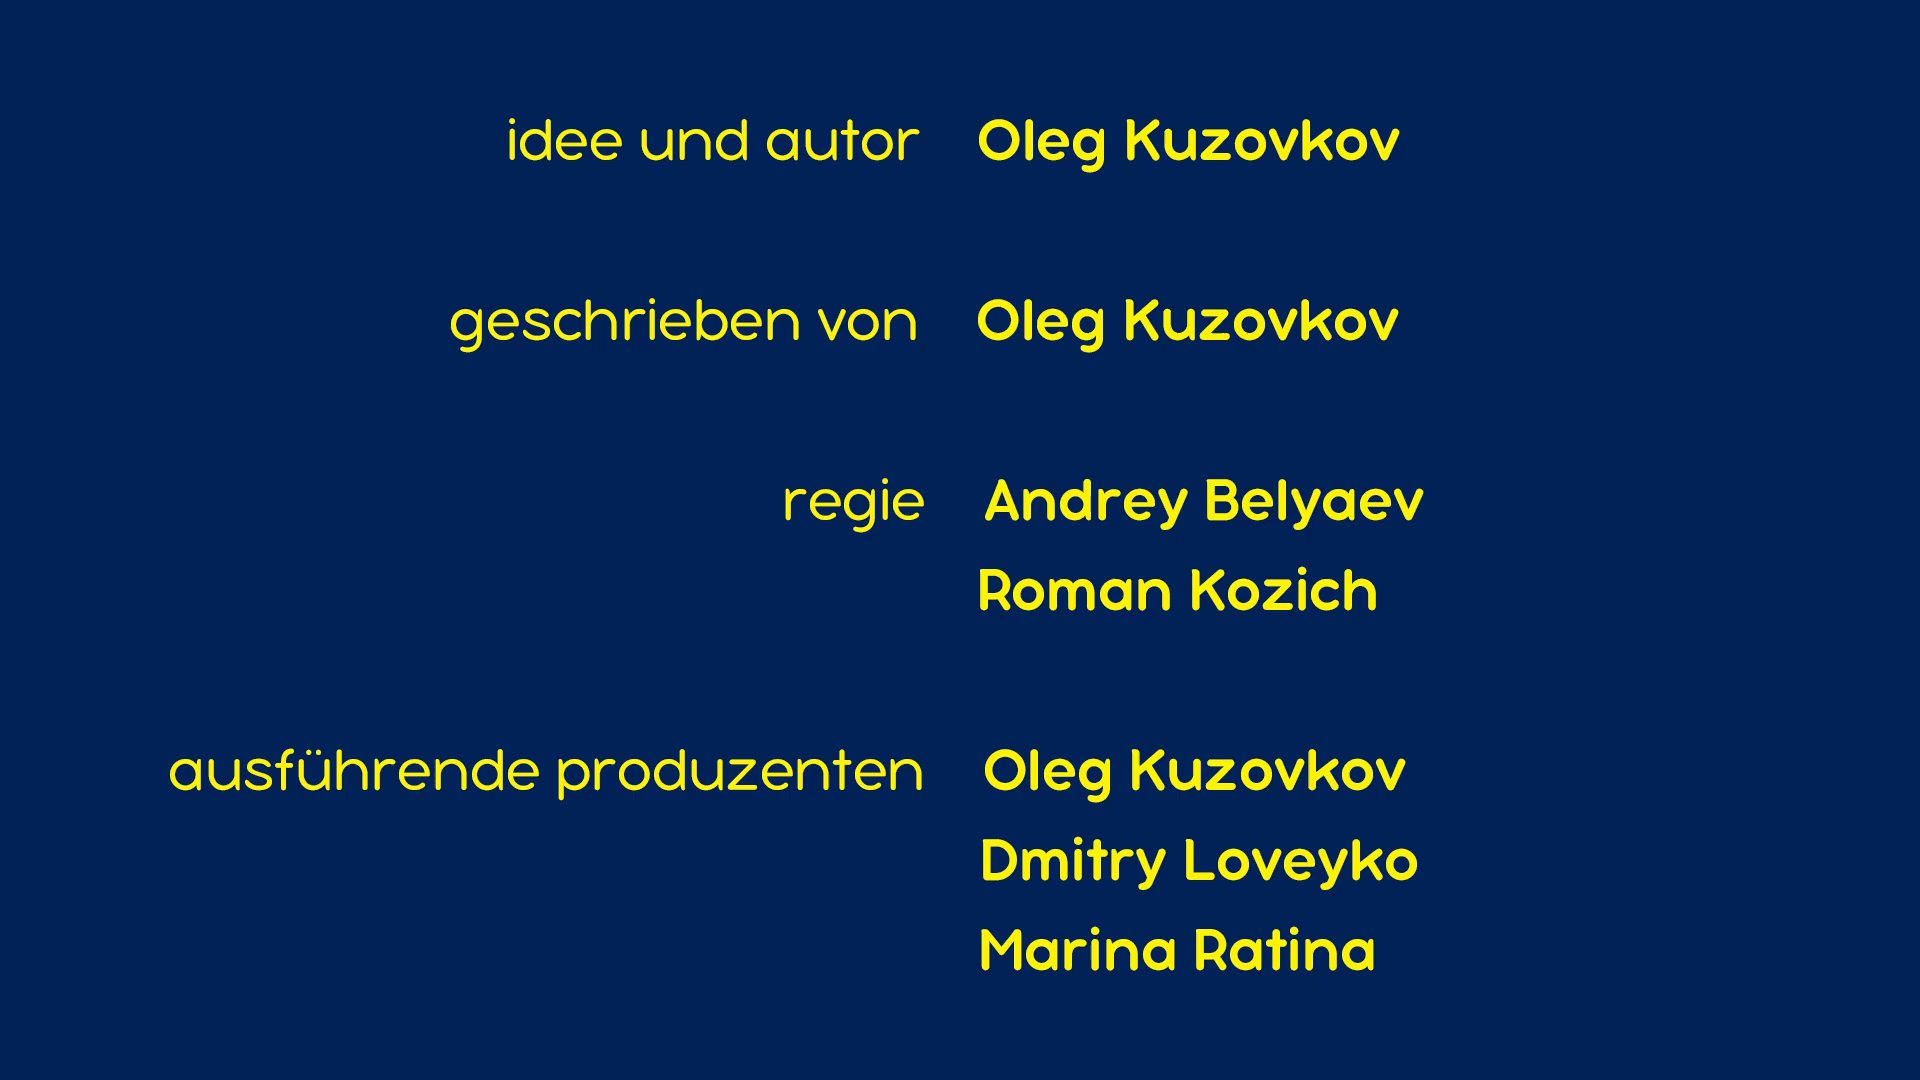 idee und autor Oleg Kuzovkov
geschrieben von Oleg Kuzovkov
regie Andrey Belyaev
Roman Kozich
ausführende produzenten Oleg Kuzovkov
Dmitry Loveyko
Marina Ratina